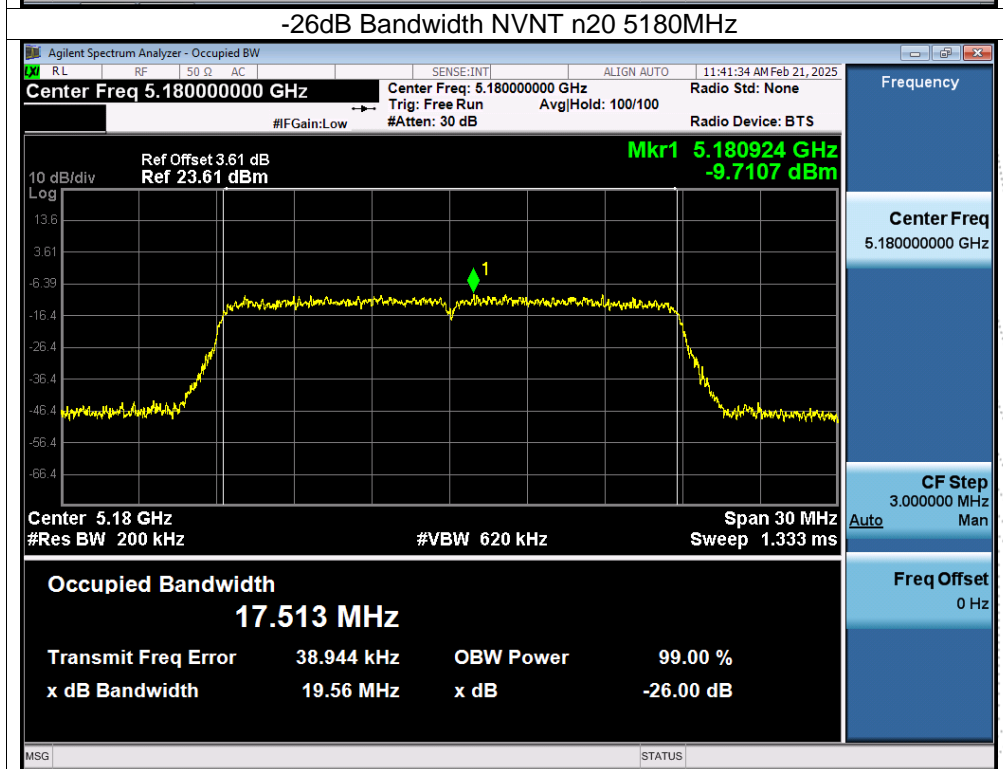 -26dB Bandwidth NVNT n20 5180MHz
Agilent Spectrum Analyzer - Occupied BW
LXI RL RF 50 Ω AC SENSE:INT ALIGN AUTO 11:41:34 AM Feb 21, 2025
Center Freq 5.180000000 GHz
Center Freq: 5.180000000 GHz
Radio Std: None
Trig: Free Run Avg|Hold: 100/100
#IFGain:Low
#Atten: 30 dB
Radio Device: BTS
Mkr1 5.180924 GHz
-9.7107 dBm
Ref Offset 3.61 dB
10 dB/div Ref 23.61 dBm
Log
13.6
3.61
-6.39
-16.4
-26.4
-36.4
-46.4
-56.4
-66.4
1
Center 5.18 GHz
Span 30 MHz
#Res BW 200 kHz
#VBW 620 kHz
Sweep 1.333 ms
Occupied Bandwidth
17.513 MHz
Transmit Freq Error 38.944 kHz OBW Power 99.00 %
x dB Bandwidth 19.56 MHz x dB -26.00 dB
MSG
STATUS
Frequency
Center Freq
5.180000000 GHz
CF Step
3.000000 MHz
Auto Man
Freq Offset
0 Hz